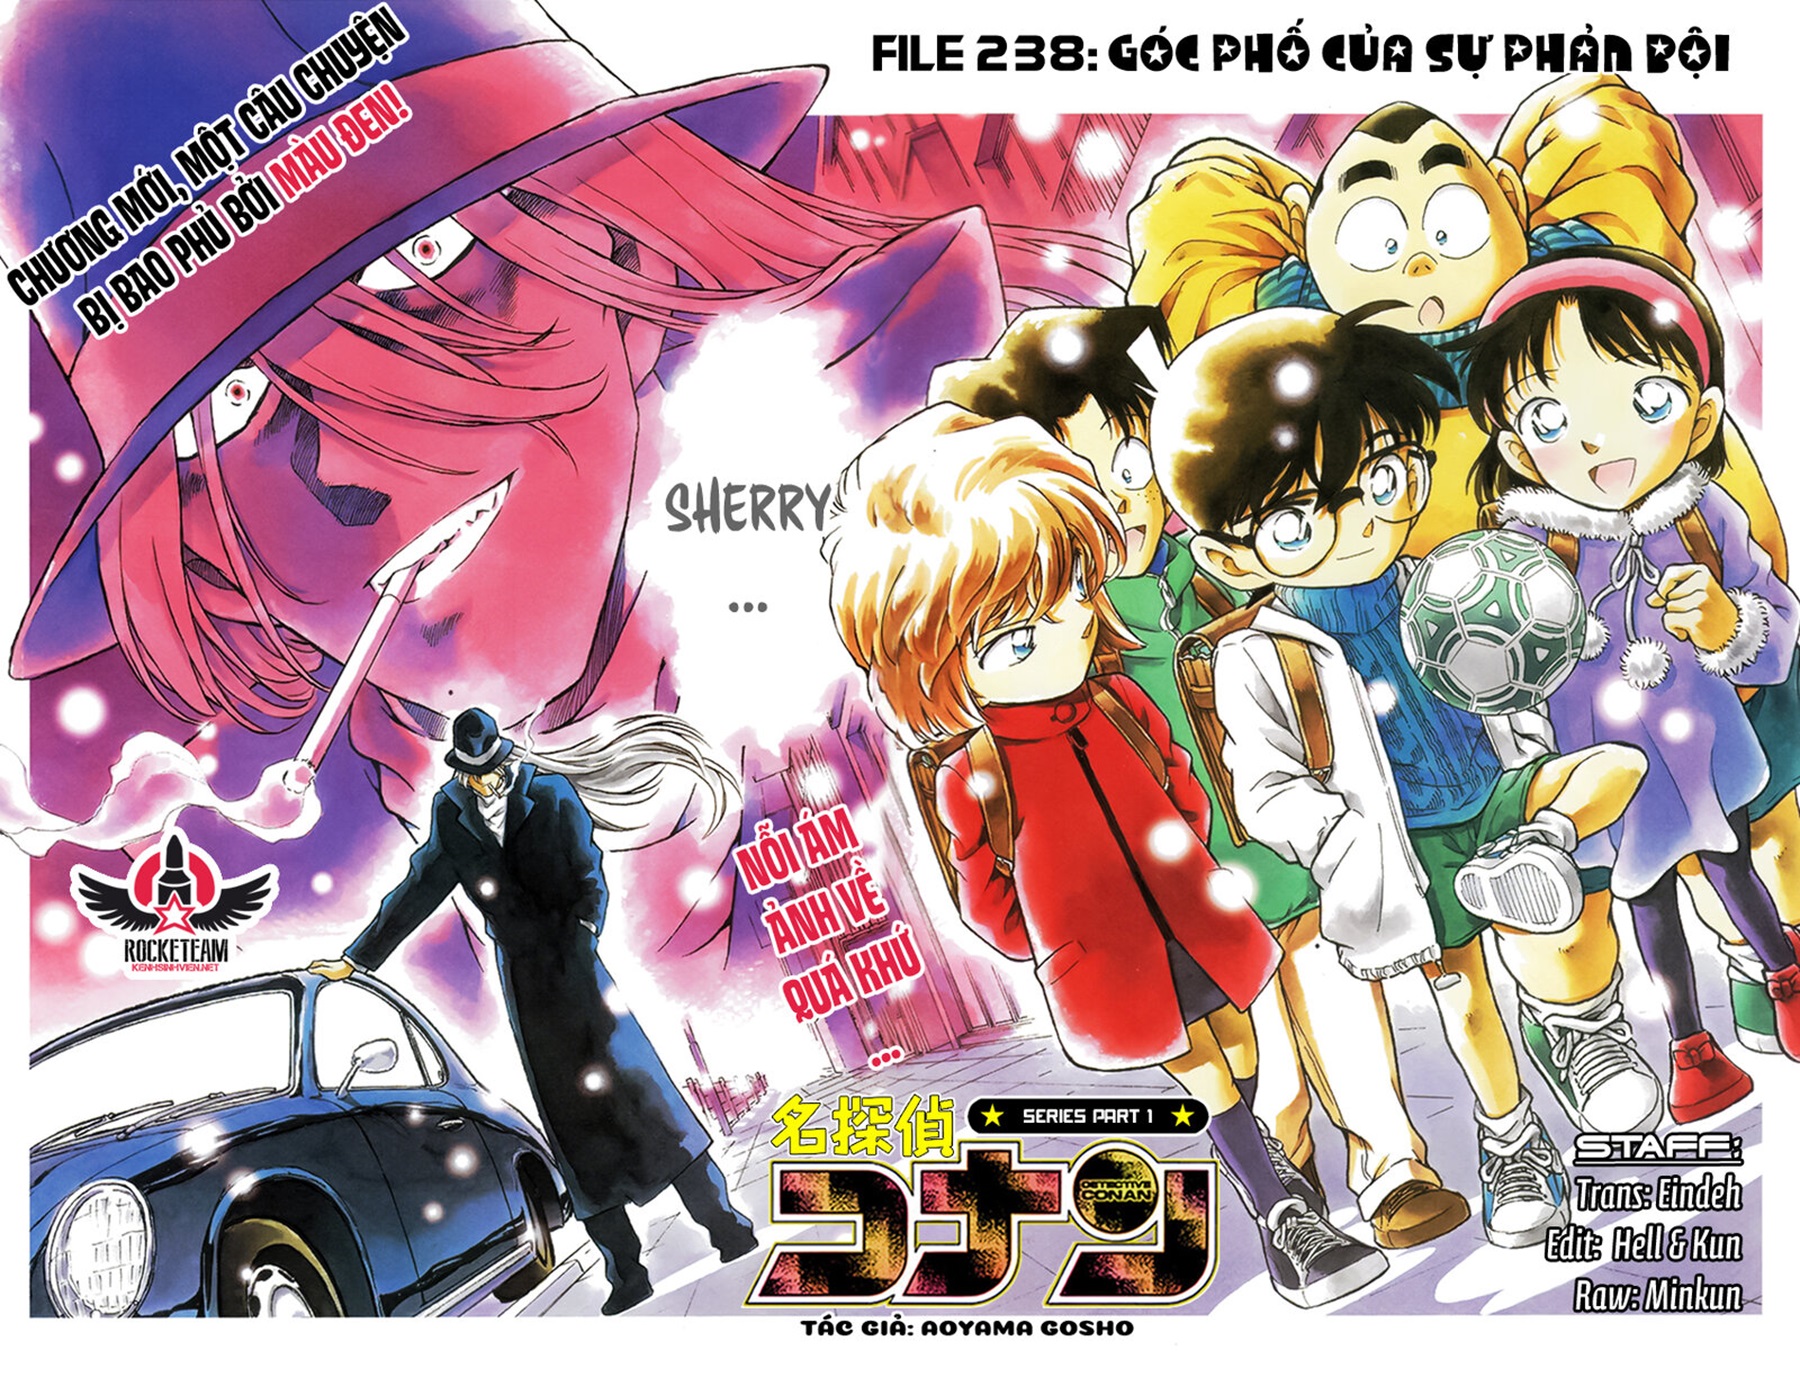 FILE 238: GÓC PHỐ CỦA SỰ PHẢN BỘI
CHƯƠNG MỚI, MỘT CÂU CHUYỆN
BỊ BAO PHỦ BỞI MÀU ĐEN!
SHERRY
...
ROCKETEAM
KENHSINHVIEN.NET
NỖI ÁM
ẢNH VỀ
QUÁ KHỨ
...
名探偵
SERIES PART 1
コナン
DETECTIVE
CONAN
TÁC GIẢ: AOYAMA GOSHO
STAFF:
Trans: Eindeh
Edit: Hell & Kun
Raw: Minkun